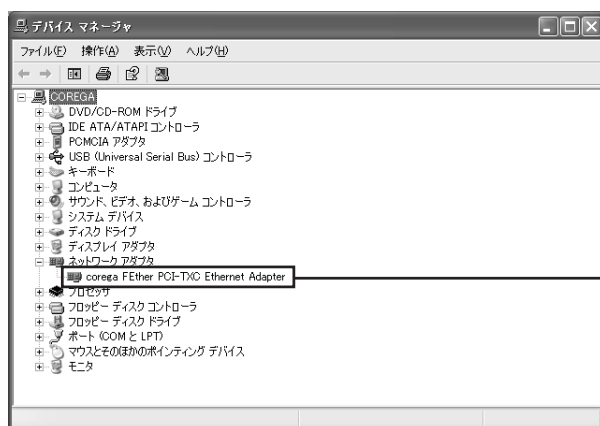 デバイス マネージャ
ファイル(F) 操作(A) 表示(V) ヘルプ(H)
COREGA
DVD/CD-ROM ドライブ
IDE ATA/ATAPI コントローラ
PCMCIA アダプタ
USB (Universal Serial Bus) コントローラ
キーボード
コンピュータ
サウンド、ビデオ、およびゲーム コントローラ
システム デバイス
ディスク ドライブ
ディスプレイ アダプタ
ネットワーク アダプタ
corega FEther PCI-TXC Ethernet Adapter
プロセッサ
フロッピー ディスク コントローラ
フロッピー ディスク ドライブ
ポート (COM と LPT)
マウスとそのほかのポインティング デバイス
モニタ